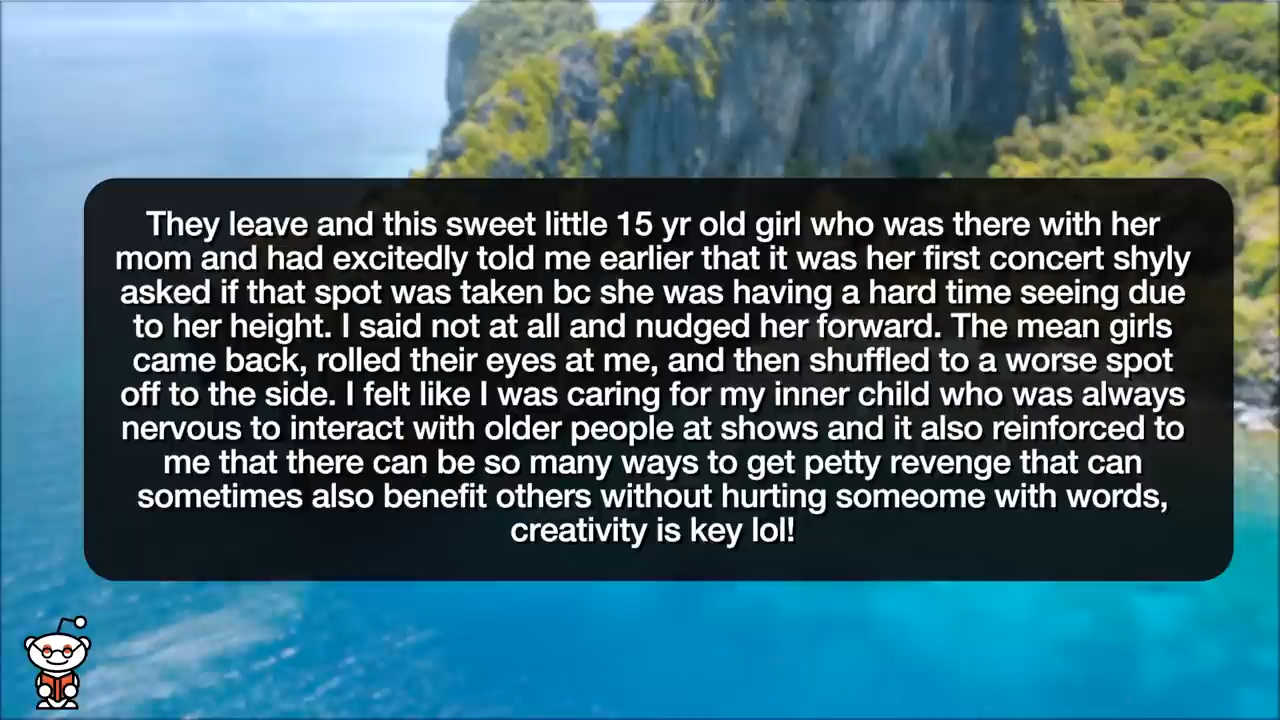 They leave and this sweet little 15 yr old girl who was there with her
mom and had excitedly told me earlier that it was her first concert shyly
asked if that spot was taken bc she was having a hard time seeing due
to her height. I said not at all and nudged her forward. The mean girls
came back, rolled their eyes at me, and then shuffled to a worse spot
off to the side. I felt like I was caring for my inner child who was always
nervous to interact with older people at shows and it also reinforced to
me that there can be so many ways to get petty revenge that can
sometimes also benefit others without hurting someome with words,
creativity is key lol!